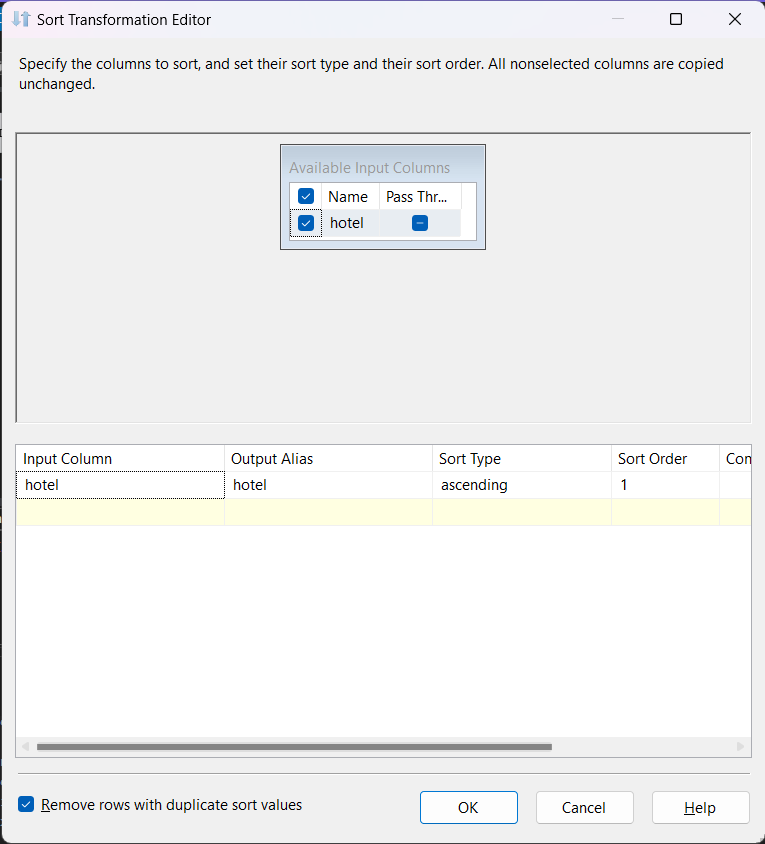 Sort Transformation Editor
Specify the columns to sort, and set their sort type and their sort order. All nonselected columns are copied
unchanged.
Available Input Columns
Name Pass Thr...
hotel
Input Column Output Alias Sort Type Sort Order Con
hotel hotel ascending 1
Remove rows with duplicate sort values OK Cancel Help